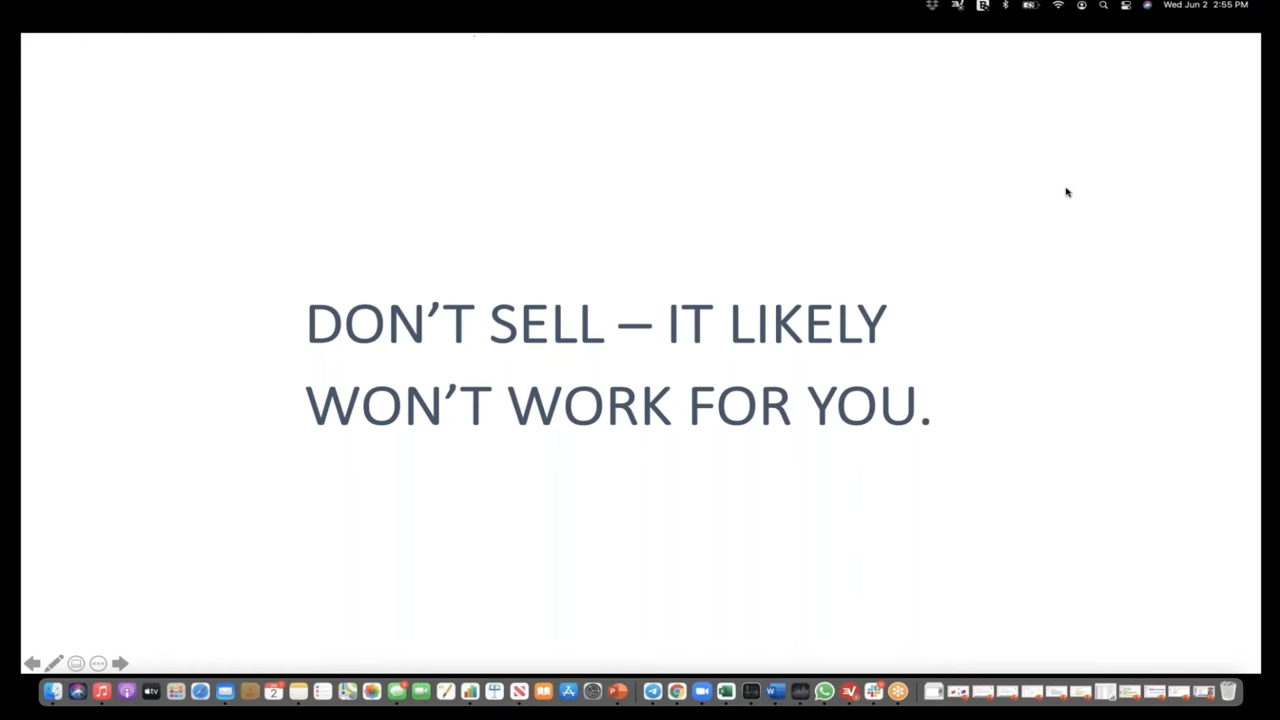 Wed Jun 2 2:55 PM
DON’T SELL – IT LIKELY
WON’T WORK FOR YOU.